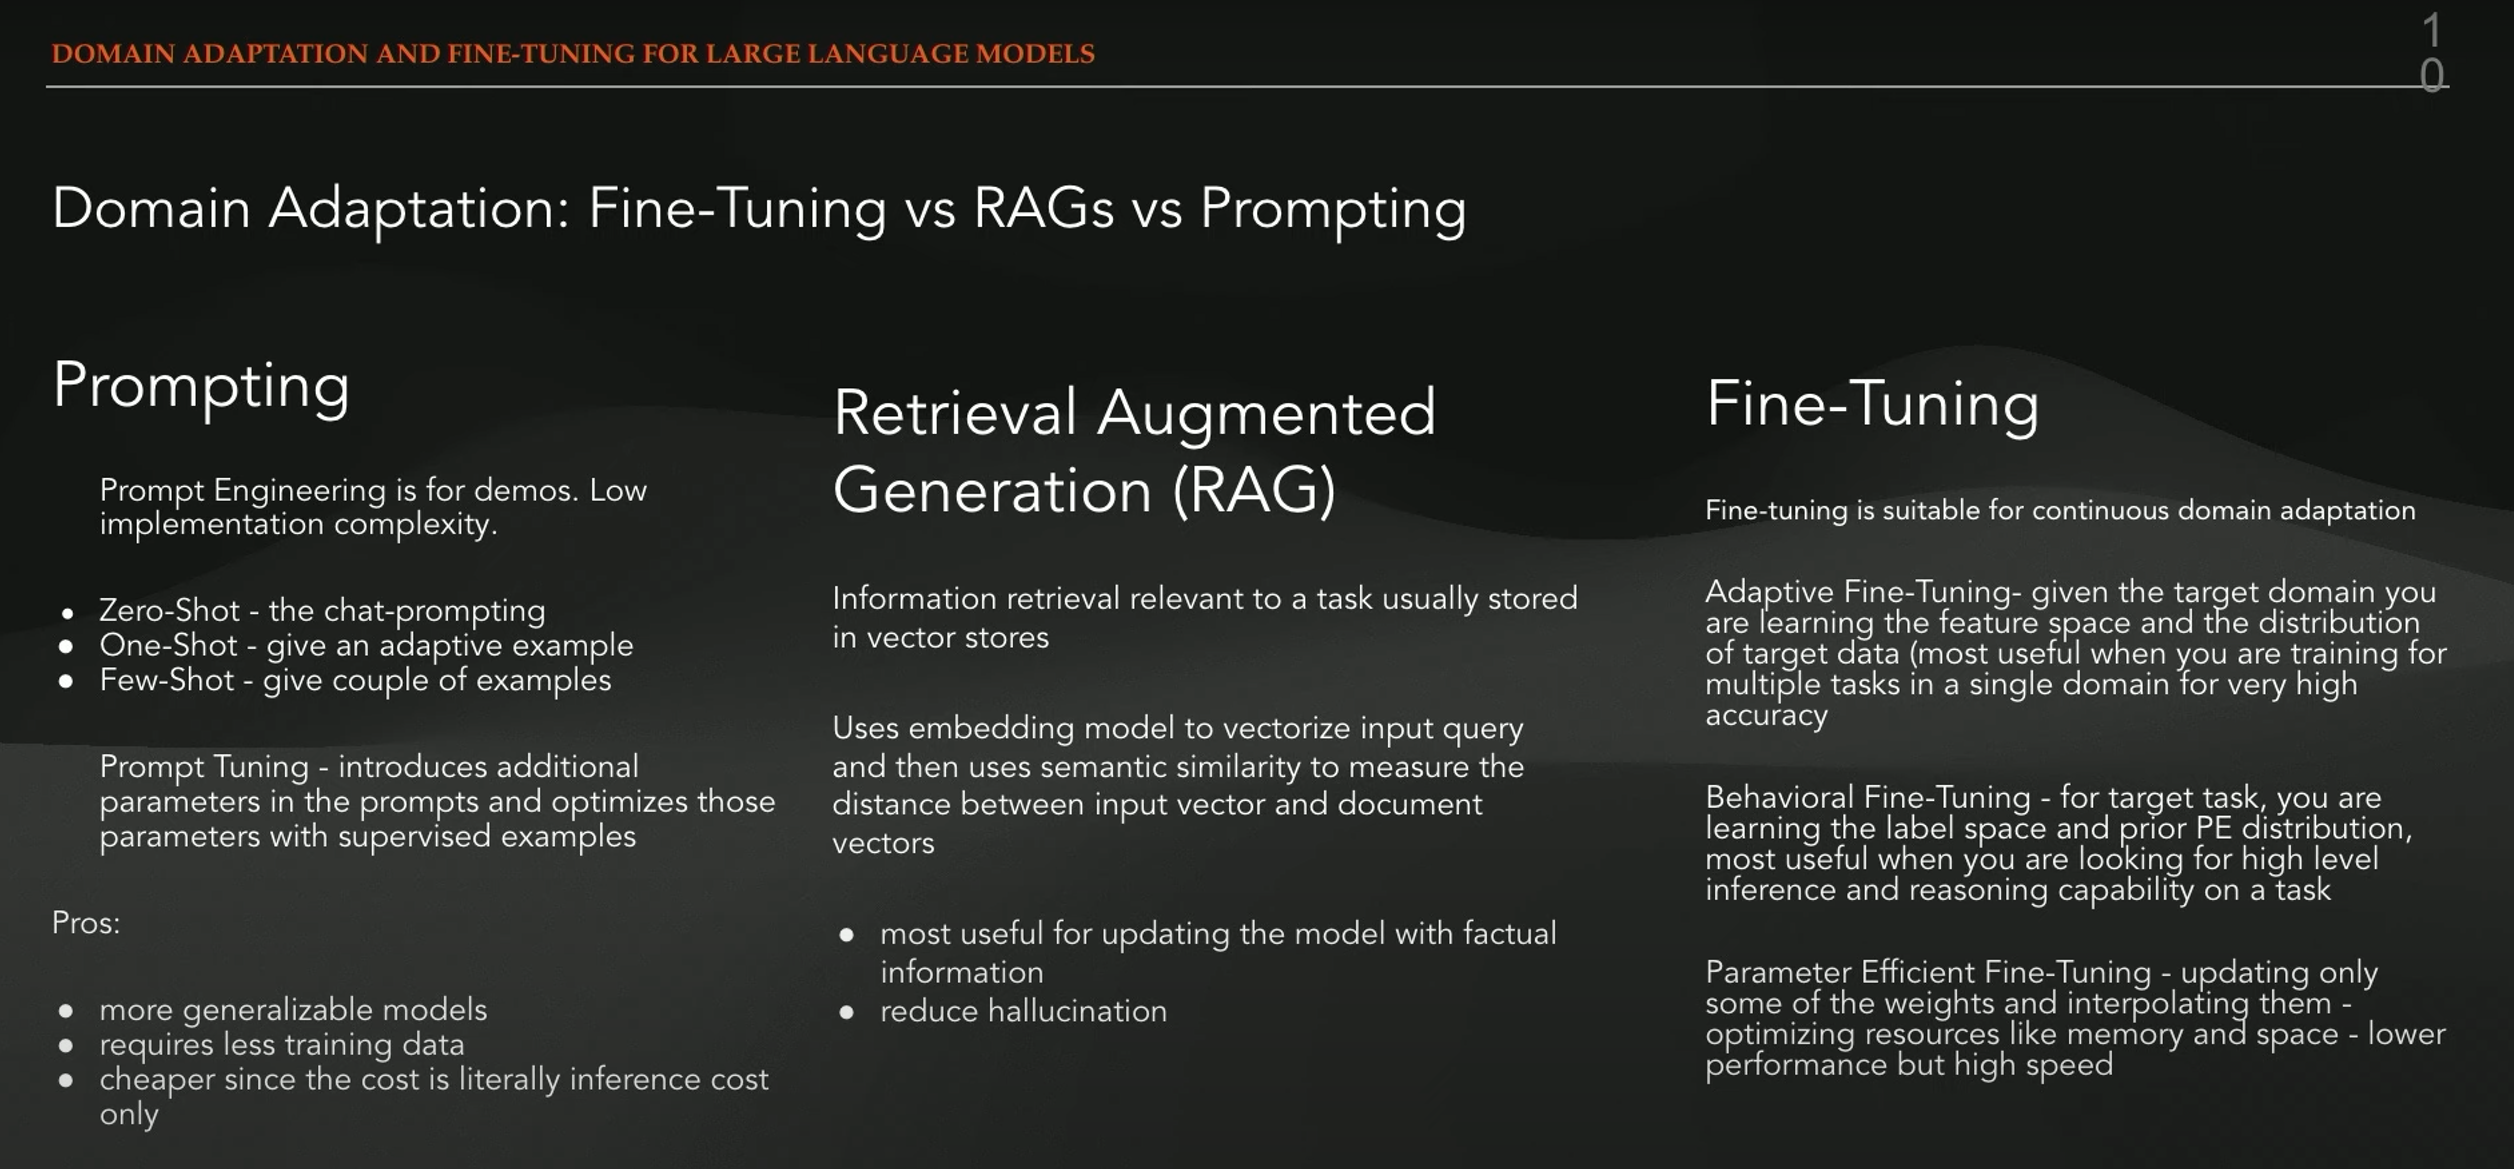 DOMAIN ADAPTATION AND FINE-TUNING FOR LARGE LANGUAGE MODELS
1
0
Domain Adaptation: Fine-Tuning vs RAGs vs Prompting
Prompting
Prompt Engineering is for demos. Low
implementation complexity.
● Zero-Shot - the chat-prompting
● One-Shot - give an adaptive example
● Few-Shot - give couple of examples
Prompt Tuning - introduces additional
parameters in the prompts and optimizes those
parameters with supervised examples
Pros:
● more generalizable models
● requires less training data
● cheaper since the cost is literally inference cost
only
Retrieval Augmented
Generation (RAG)
Information retrieval relevant to a task usually stored
in vector stores
Uses embedding model to vectorize input query
and then uses semantic similarity to measure the
distance between input vector and document
vectors
● most useful for updating the model with factual
information
● reduce hallucination
Fine-Tuning
Fine-tuning is suitable for continuous domain adaptation
Adaptive Fine-Tuning- given the target domain you
are learning the feature space and the distribution
of target data (most useful when you are training for
multiple tasks in a single domain for very high
accuracy
Behavioral Fine-Tuning - for target task, you are
learning the label space and prior PE distribution,
most useful when you are looking for high level
inference and reasoning capability on a task
Parameter Efficient Fine-Tuning - updating only
some of the weights and interpolating them -
optimizing resources like memory and space - lower
performance but high speed